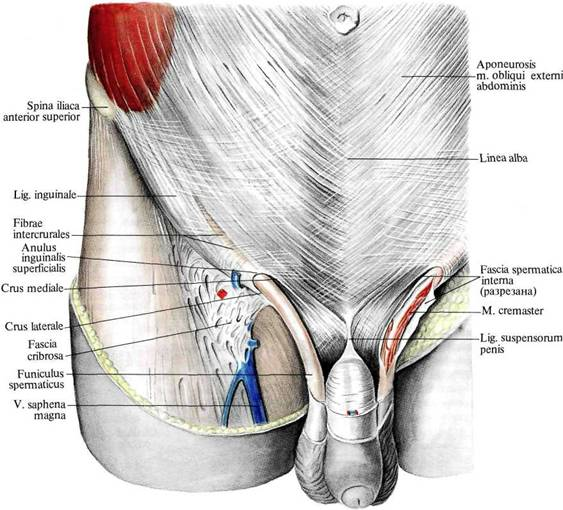 Spina iliaca
anterior superior
Lig. inguinale
Fibrae
intercrurales
Anulus
inguinalis
superficialis
Crus mediale
Crus laterale
Fascia
cribrosa
Funiculus
spermaticus
V. saphena
magna
Aponeurosis
m. obliqui externi
abdominis
Linea alba
Fascia spermatica
interna
(разрезана)
M. cremaster
Lig. suspensorum
penis